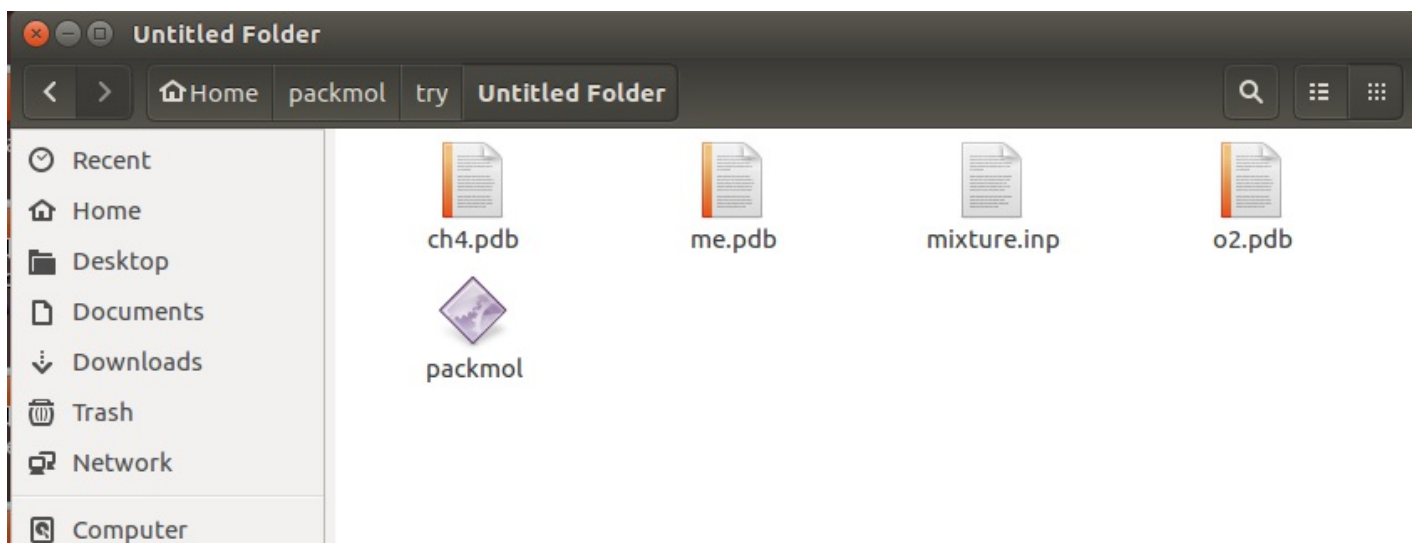 Untitled Folder
Home packmol try Untitled Folder
Recent
Home
Desktop
Documents
Downloads
Trash
Network
Computer
ch4.pdb me.pdb mixture.inp o2.pdb
packmol